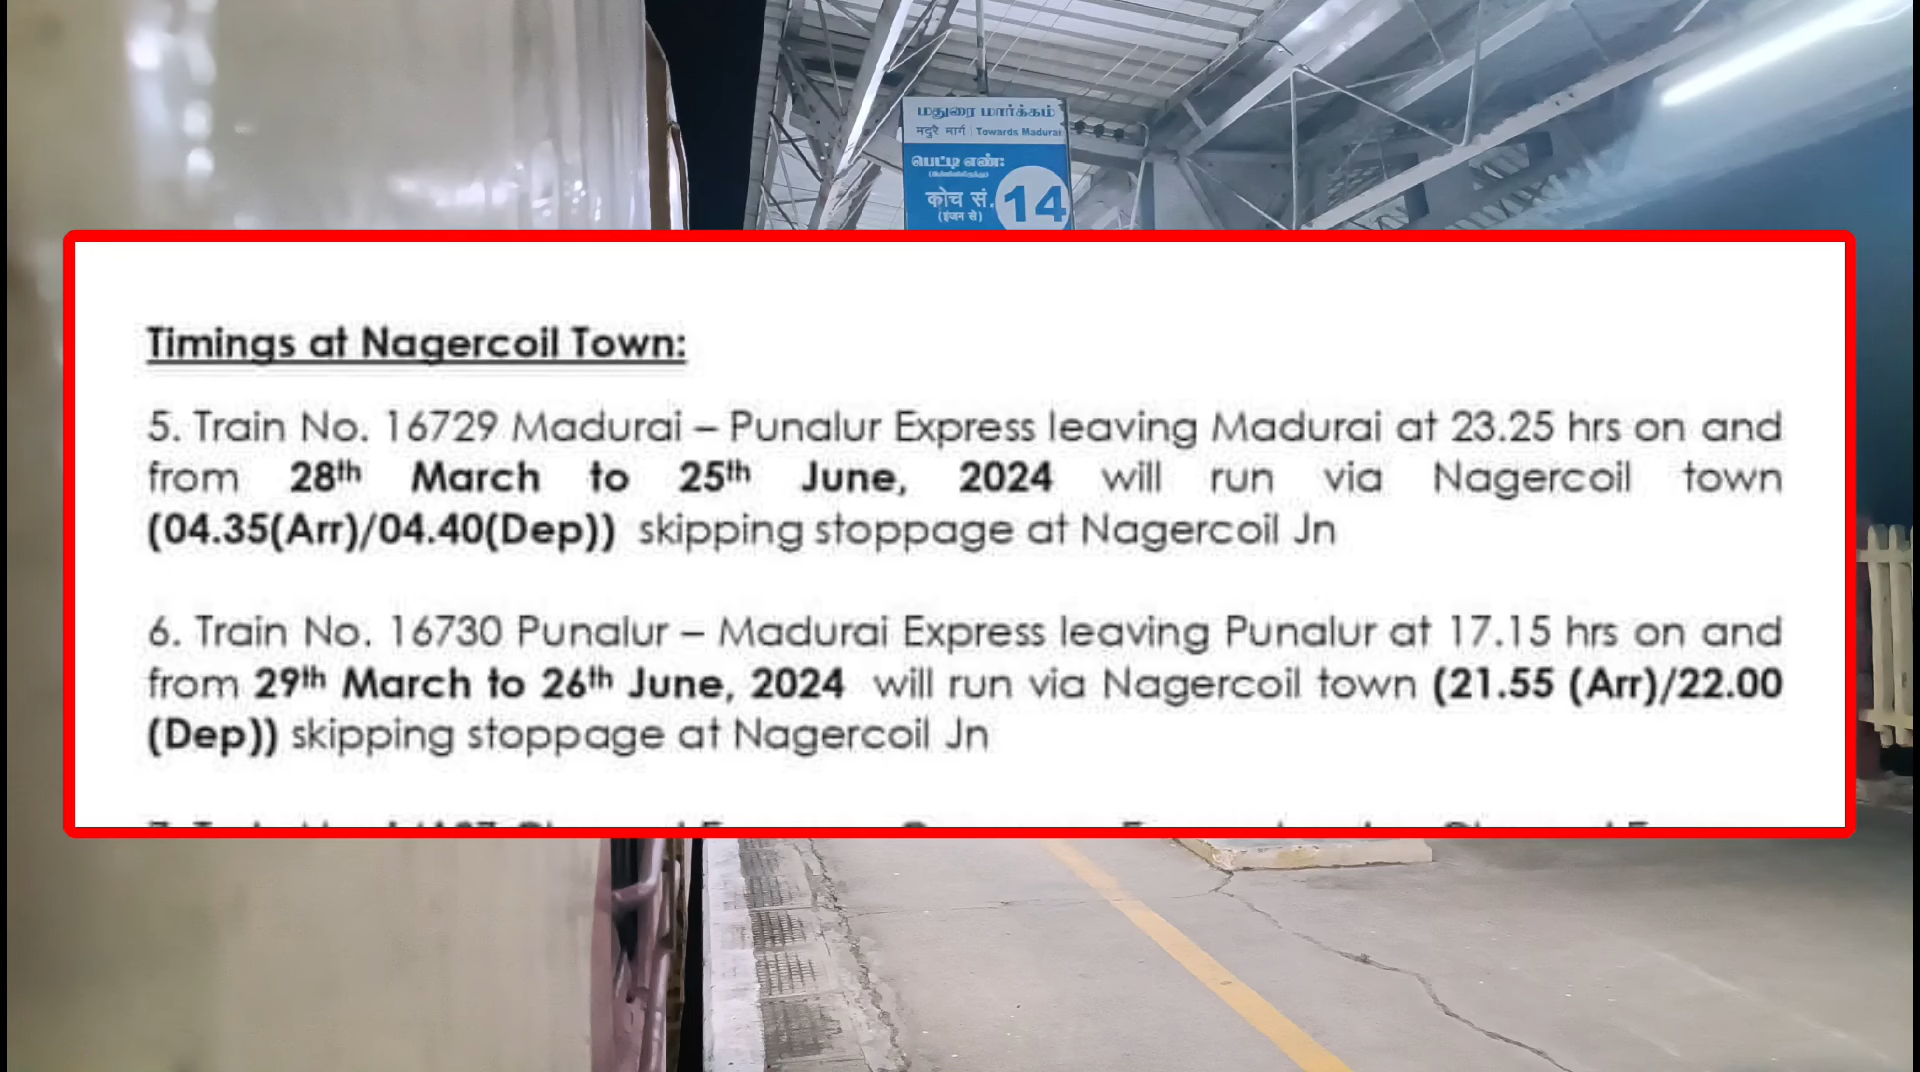 மதுரை மார்க்கம்
मदुरै मार्ग | Towards Madurai
பெட்டி எண்:
कोच सं. 14
(इंजन से)
Timings at Nagercoil Town:
5. Train No. 16729 Madurai – Punalur Express leaving Madurai at 23.25 hrs on and
from 28th March to 25th June, 2024 will run via Nagercoil town
(04.35(Arr)/04.40(Dep)) skipping stoppage at Nagercoil Jn
6. Train No. 16730 Punalur – Madurai Express leaving Punalur at 17.15 hrs on and
from 29th March to 26th June, 2024 will run via Nagercoil town (21.55 (Arr)/22.00
(Dep)) skipping stoppage at Nagercoil Jn